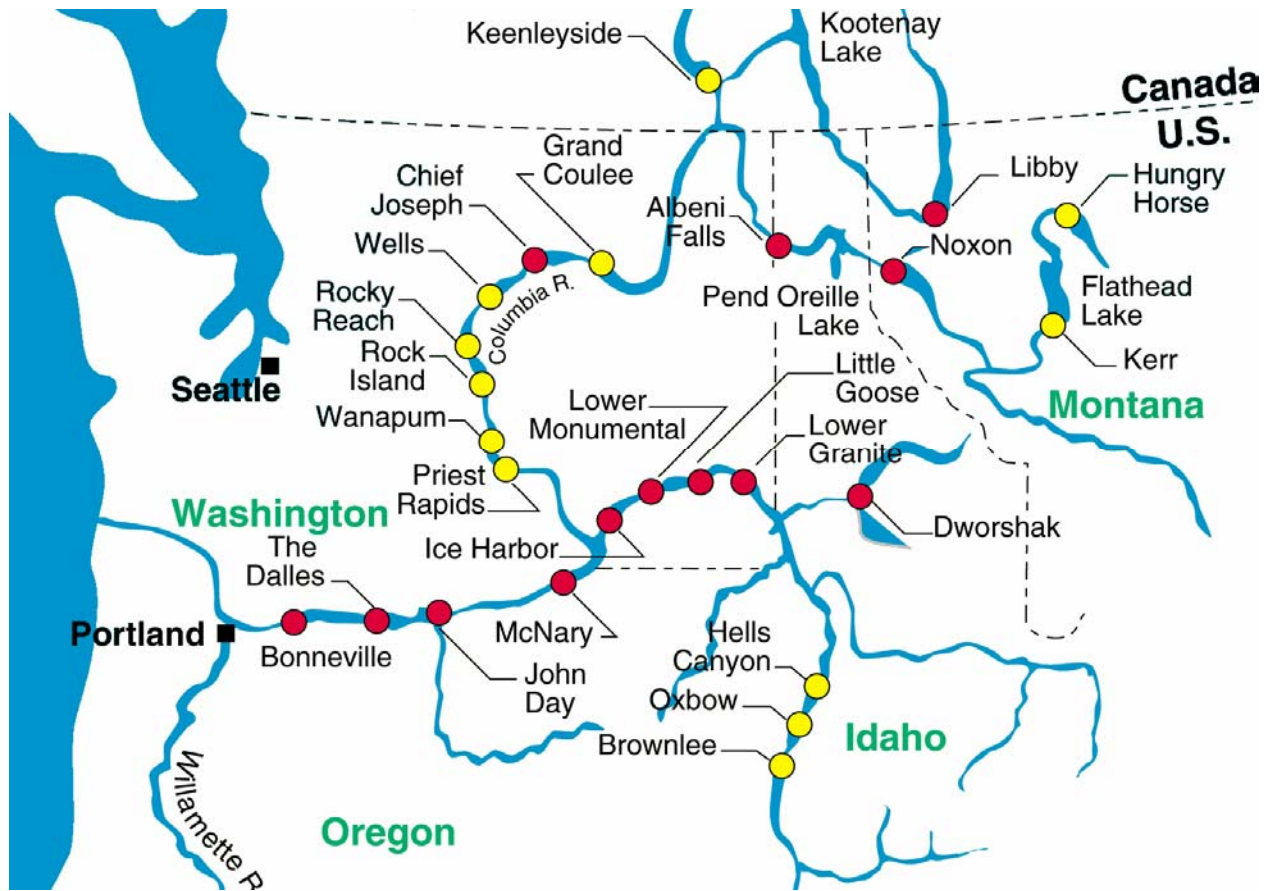 Keenleyside
Kootenay
Lake
Canada
U.S.
Grand
Coulee
Chief
Joseph
Albeni
Falls
Libby
Hungry
Horse
Wells
Noxon
Columbia R.
Rocky
Reach
Pend Oreille
Lake
Flathead
Lake
Rock
Island
Kerr
Seattle
Little
Goose
Wanapum
Lower
Monumental
Montana
Lower
Granite
Priest
Rapids
Washington
Ice Harbor
Dworshak
The
Dalles
Portland
Bonneville
McNary
Hells
Canyon
John
Day
Oxbow
Brownlee
Idaho
Willamette R
Oregon